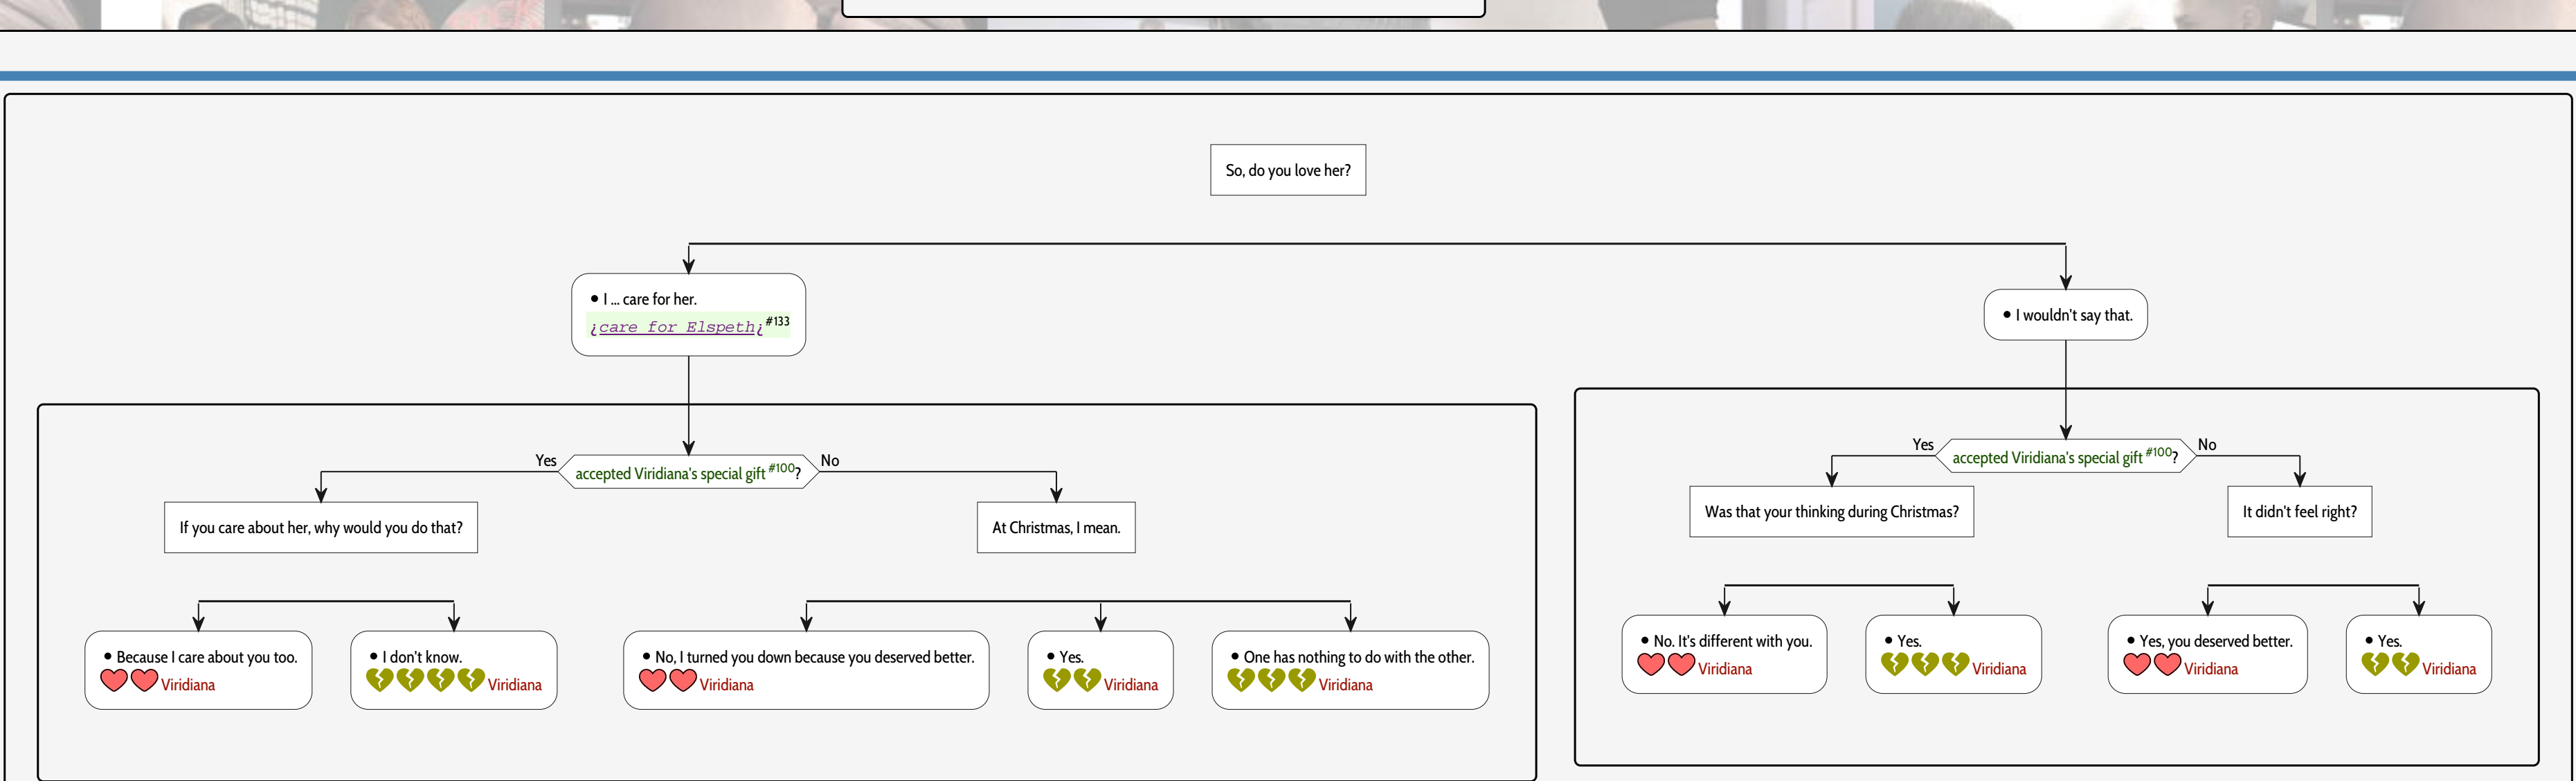 So, do you love her?
• I ... care for her.
¿care for Elspeth¿#133
• I wouldn't say that.
Yes
accepted Viridiana's special gift #100?
No
If you care about her, why would you do that?
At Christmas, I mean.
Yes
accepted Viridiana's special gift #100?
No
Was that your thinking during Christmas?
It didn't feel right?
• Because I care about you too.
Viridiana
• I don't know.
Viridiana
• No, I turned you down because you deserved better.
Viridiana
• Yes.
Viridiana
• One has nothing to do with the other.
Viridiana
• No. It's different with you.
Viridiana
• Yes.
Viridiana
• Yes, you deserved better.
Viridiana
• Yes.
Viridiana